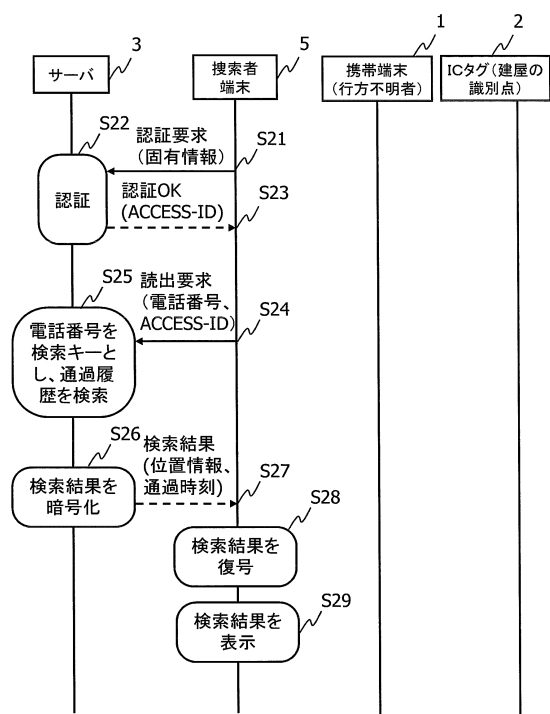 3
5
1
2
サーバ
捜索者
端末
携帯端末
(行方不明者)
ICタグ(建屋の
識別点)
S22
認証要求
(固有情報)
S21
認証
認証OK
(ACCESS-ID)
S23
S25
読出要求
(電話番号、
ACCESS-ID)
S24
電話番号を
検索キーと
し、通過履
歴を検索
S26
検索結果
(位置情報、
通過時刻)
S27
検索結果を
暗号化
S28
検索結果を
復号
S29
検索結果を
表示